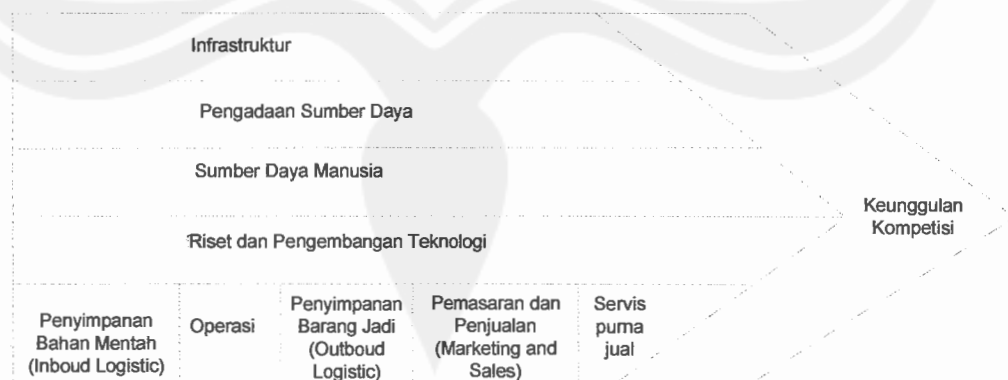 Infrastruktur
Pengadaan Sumber Daya
Sumber Daya Manusia
Riset dan Pengembangan Teknologi
Keunggulan
Kompetisi
Penyimpanan
Bahan Mentah
(Inboud Logistic)
Operasi
Penyimpanan
Barang Jadi
(Outboud
Logistic)
Pemasaran dan
Penjualan
(Marketing and
Sales)
Servis
purna
jual